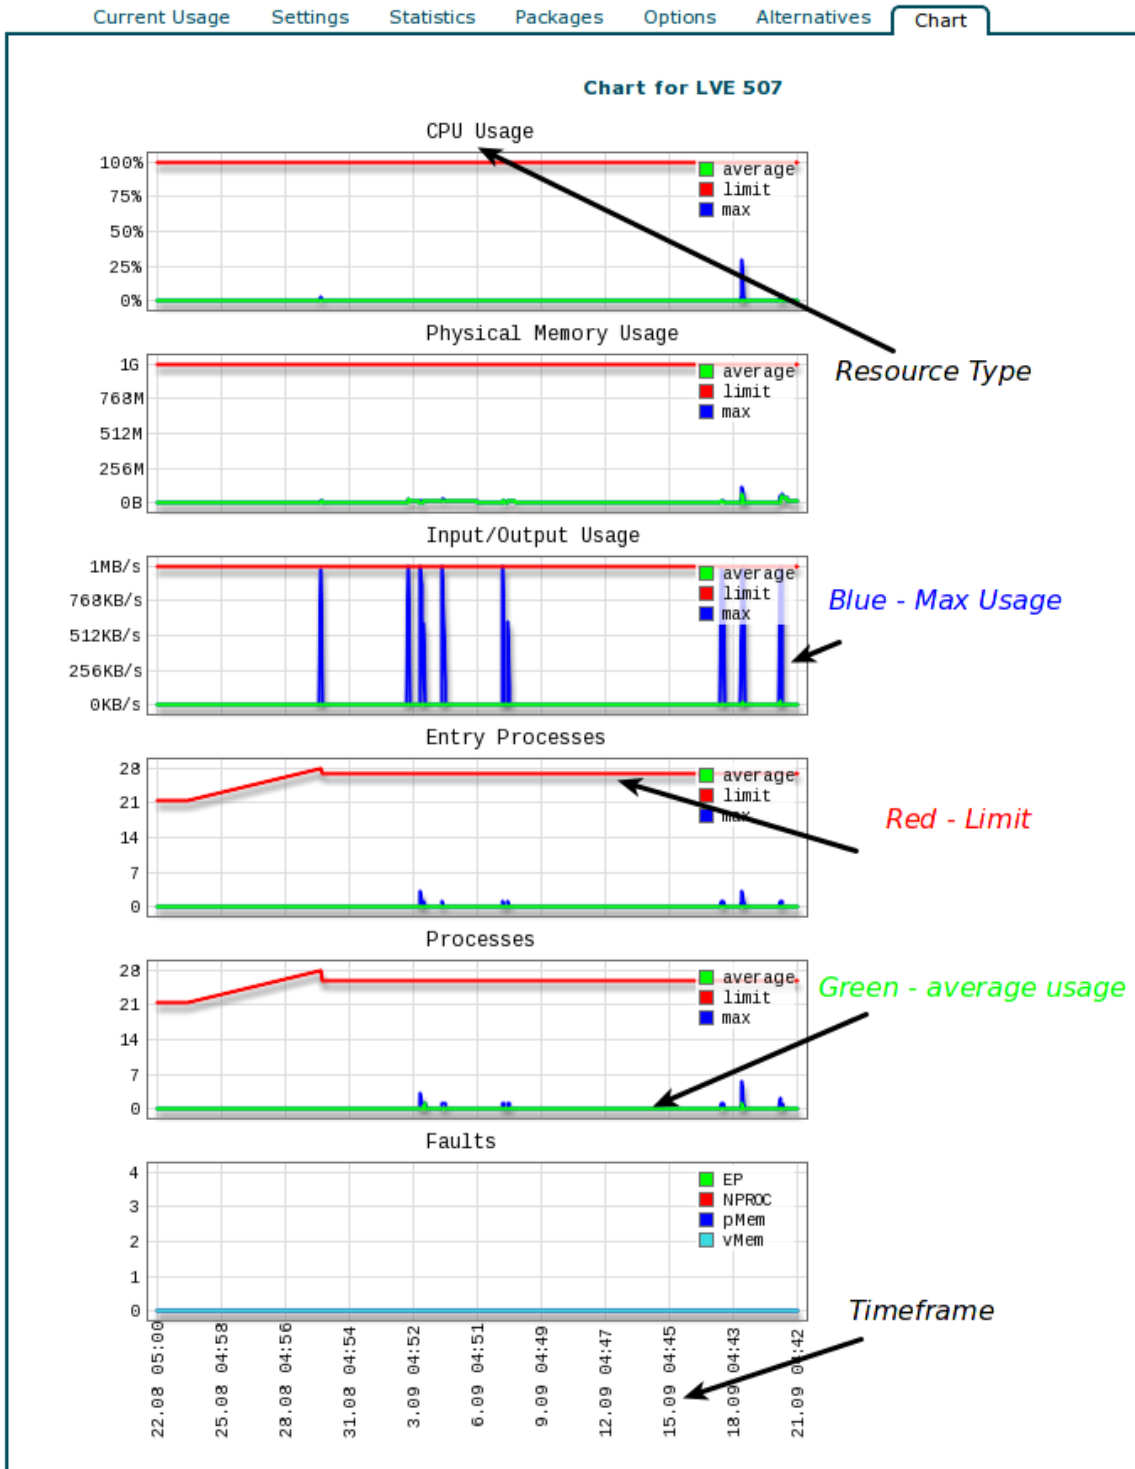 Current Usage Settings Statistics Packages Options Alternatives Chart
Chart for LVE 507
CPU Usage
100%
75%
50%
25%
0%
average
limit
max
Resource Type
Physical Memory Usage
1G
768M
512M
256M
0B
average
limit
max
Input/Output Usage
1MB/s
768KB/s
512KB/s
256KB/s
0KB/s
average
limit
max
Blue - Max Usage
Entry Processes
28
21
14
7
0
average
limit
max
Red - Limit
Processes
28
21
14
7
0
average
limit
max
Green - average usage
Faults
4
3
2
1
0
EP
NPROC
pMem
vMem
Timeframe
22.08 05:00
25.08 04:58
28.08 04:56
31.08 04:54
3.09 04:52
6.09 04:51
9.09 04:49
12.09 04:47
15.09 04:45
18.09 04:43
21.09 04:42